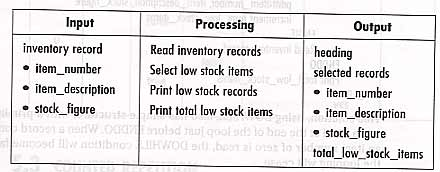 Input Processing Output
inventory record Read inventory records heading
• item_number Select low stock items selected records
• item_description Print low stock records • item_number
• stock_figure Print total low stock items • item_description
• stock_figure
total_low_stock_items